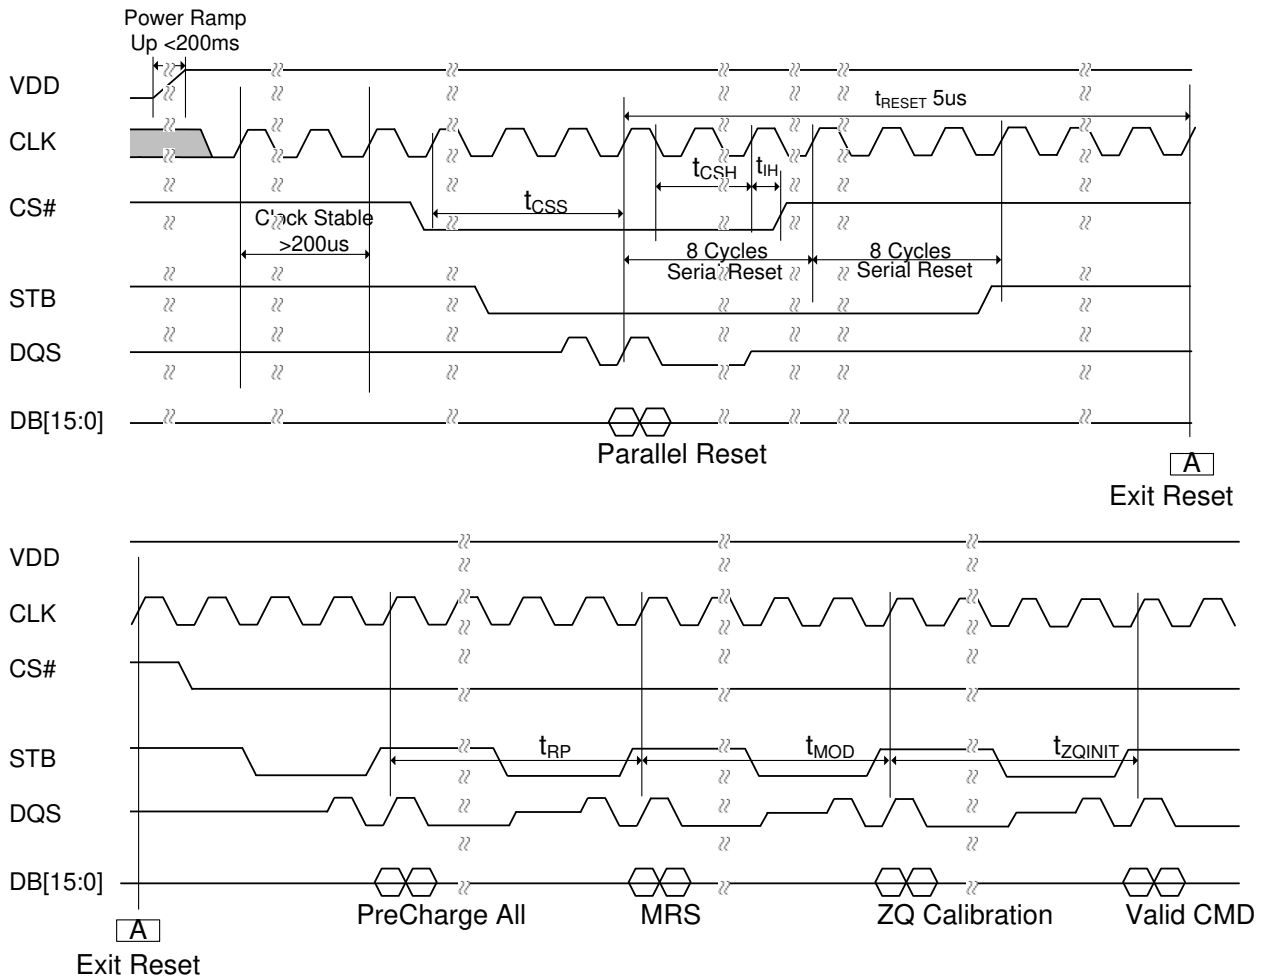 Power Ramp
Up <200ms
VDD
tRESET 5us
CLK
tCSH
tIH
CS#
tCSS
Clock Stable
>200us
8 Cycles
Serial Reset
8 Cycles
Serial Reset
STB
DQS
DB[15:0]
Parallel Reset
A
Exit Reset
VDD
CLK
CS#
STB
tRP
tMOD
tZQINIT
DQS
DB[15:0]
PreCharge All
MRS
ZQ Calibration
Valid CMD
A
Exit Reset